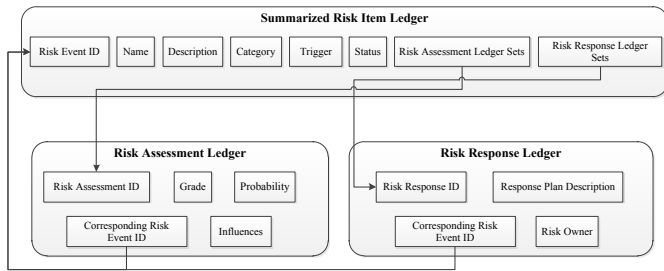 Summarized Risk Item Ledger
Risk Event ID
Name
Description
Category
Trigger
Status
Risk Assessment Ledger Sets
Risk Response Ledger
Sets
Risk Assessment Ledger
Risk Assessment ID
Grade
Probability
Corresponding Risk
Event ID
Influences
Risk Response Ledger
Risk Response ID
Response Plan Description
Corresponding Risk
Event ID
Risk Owner